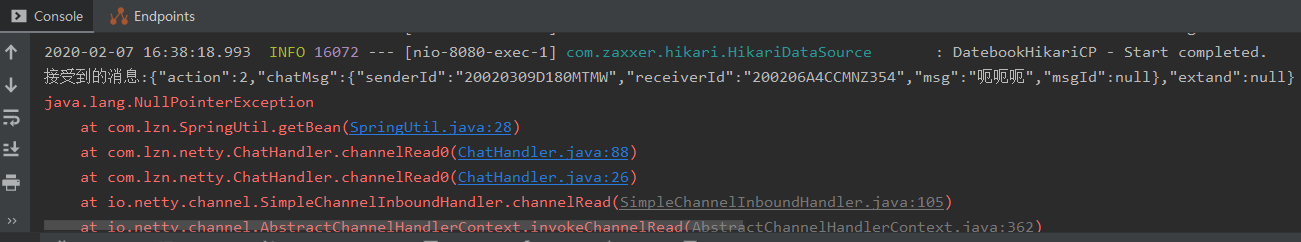 Console Endpoints
2020-02-07 16:38:18.993 INFO 16072 --- [nio-8080-exec-1] com.zaxxer.hikari.HikariDataSource : DatebookHikariCP - Start completed.
接受到的消息:{"action":2,"chatMsg":{"senderId":"20020309D180MTMW","receiverId":"200206A4CCMNZ354","msg":"呃呃呃","msgId":null},"extand":null}
java.lang.NullPointerException
at com.lzn.SpringUtil.getBean(SpringUtil.java:28)
at com.lzn.netty.ChatHandler.channelRead0(ChatHandler.java:88)
at com.lzn.netty.ChatHandler.channelRead0(ChatHandler.java:26)
at io.netty.channel.SimpleChannelInboundHandler.channelRead(SimpleChannelInboundHandler.java:105)
at io.netty.channel.AbstractChannelHandlerContext.invokeChannelRead(AbstractChannelHandlerContext.java:362)